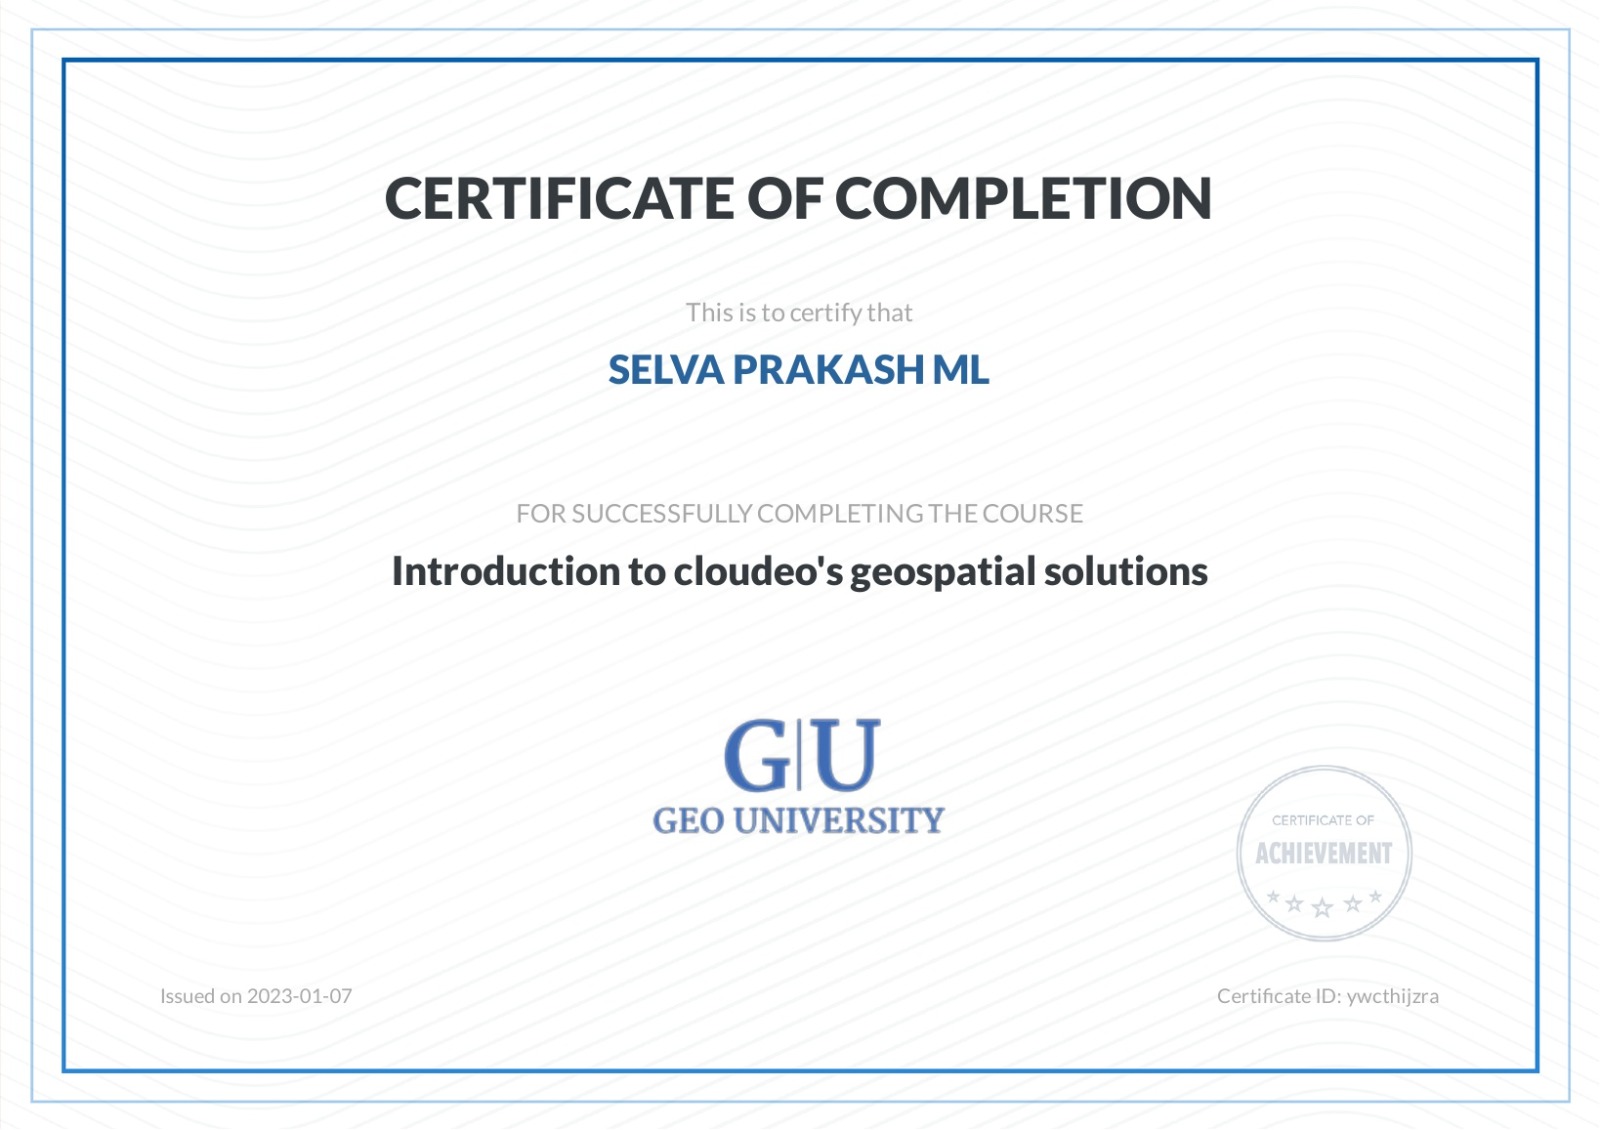 CERTIFICATE OF COMPLETION
This is to certify that
SELVA PRAKASH ML
FOR SUCCESSFULLY COMPLETING THE COURSE
Introduction to cloudeo's geospatial solutions
G|U
GEO UNIVERSITY
CERTIFICATE OF
ACHIEVEMENT
Issued on 2023-01-07
Certificate ID: ywcthijzra